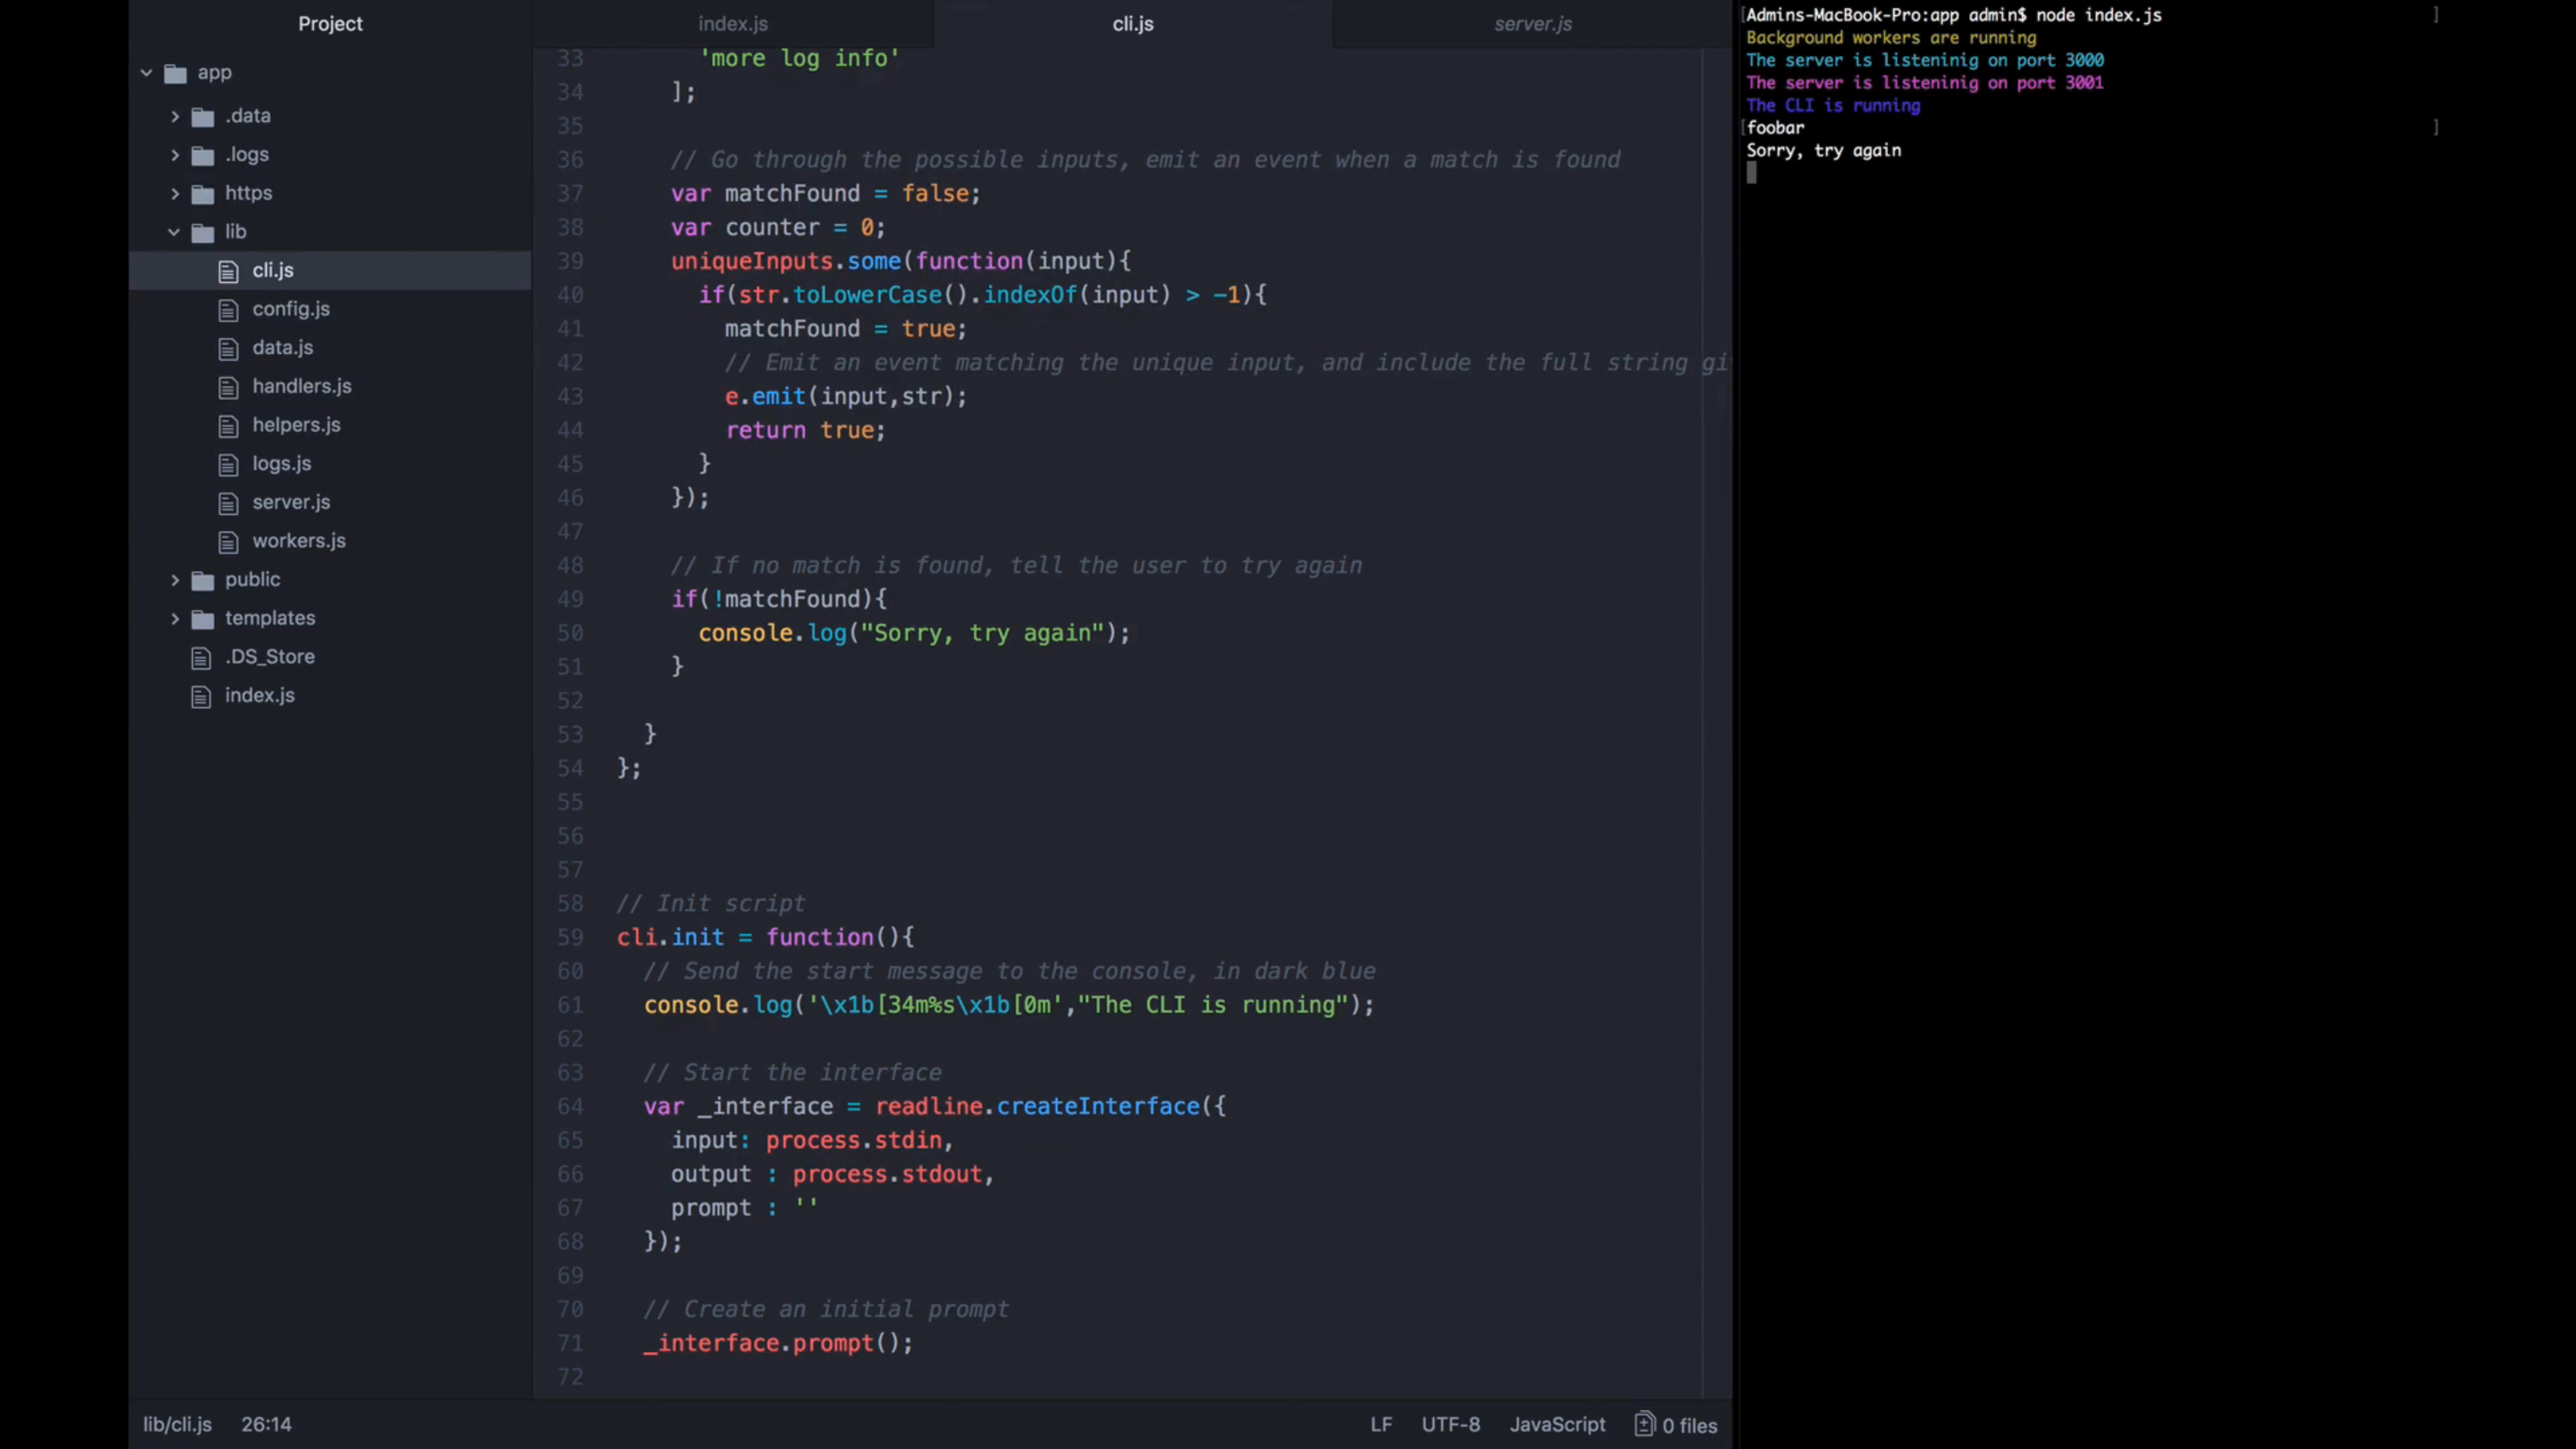 Project
app
.data
.logs
https
lib
cli.js
config.js
data.js
handlers.js
helpers.js
logs.js
server.js
workers.js
public
templates
.DS_Store
index.js
index.js
cli.js
server.js
33 'more log info'
34 ];
35
36 // Go through the possible inputs, emit an event when a match is found
37 var matchFound = false;
38 var counter = 0;
39 uniqueInputs.some(function(input){
40 if(str.toLowerCase().indexOf(input) > -1){
41 matchFound = true;
42 // Emit an event matching the unique input, and include the full string gi
43 e.emit(input,str);
44 return true;
45 }
46 });
47
48 // If no match is found, tell the user to try again
49 if(!matchFound){
50 console.log("Sorry, try again");
51 }
52
53 }
54 };
55
56
57
58 // Init script
59 cli.init = function(){
60 // Send the start message to the console, in dark blue
61 console.log('\x1b[34m%s\x1b[0m',"The CLI is running");
62
63 // Start the interface
64 var _interface = readline.createInterface({
65 input: process.stdin,
66 output : process.stdout,
67 prompt : ''
68 });
69
70 // Create an initial prompt
71 _interface.prompt();
72
lib/cli.js 26:14
LF UTF-8 JavaScript 0 files
[Admins-MacBook-Pro:app admin$ node index.js ]
Background workers are running
The server is listeninig on port 3000
The server is listeninig on port 3001
The CLI is running
[foobar ]
Sorry, try again